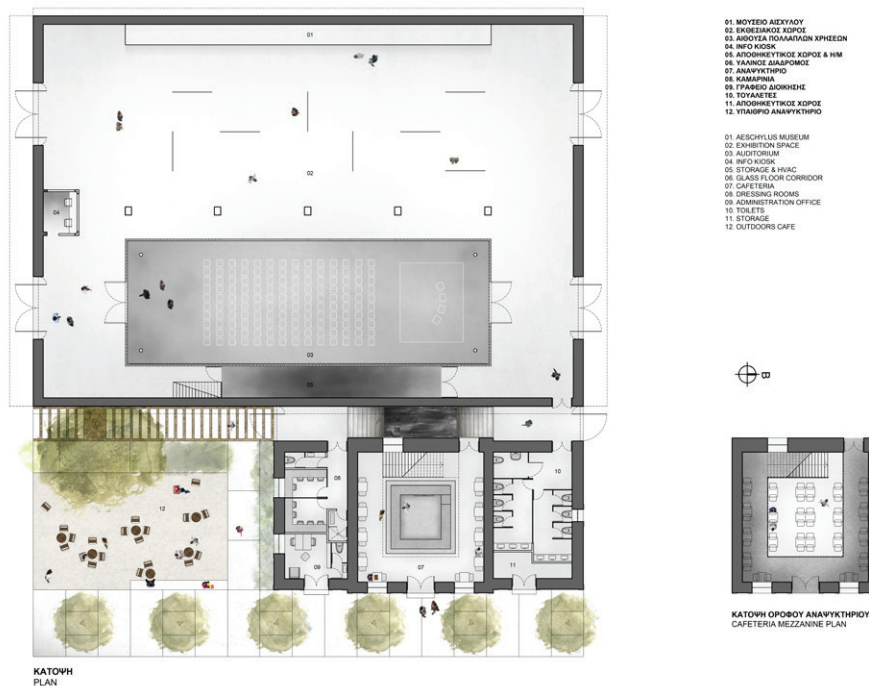 01. ΜΟΥΣΕΙΟ ΑΙΣΧΥΛΟΥ
02. ΕΚΘΕΣΙΑΚΟΣ ΧΩΡΟΣ
03. ΑΙΘΟΥΣΑ ΠΟΛΛΑΠΛΩΝ ΧΡΗΣΕΩΝ
04. INFO KIOSK
05. ΑΠΟΘΗΚΕΥΤΙΚΟΣ ΧΩΡΟΣ & Η/Μ
06. ΥΑΛΙΝΟΣ ΔΙΑΔΡΟΜΟΣ
07. ΑΝΑΨΥΚΤΗΡΙΟ
08. ΚΑΜΑΡΙΝΙΑ
09. ΓΡΑΦΕΙΟ ΔΙΟΙΚΗΣΗΣ
10. ΤΟΥΑΛΕΤΕΣ
11. ΑΠΟΘΗΚΕΥΤΙΚΟΣ ΧΩΡΟΣ
12. ΥΠΑΙΘΡΙΟ ΑΝΑΨΥΚΤΗΡΙΟ
01. AESCHYLUS MUSEUM
02. EXHIBITION SPACE
03. AUDITORIUM
04. INFO KIOSK
05. STORAGE & HVAC
06. GLASS FLOOR CORRIDOR
07. CAFETERIA
08. DRESSING ROOMS
09. ADMINISTRATION OFFICE
10. TOILETS
11. STORAGE
12. OUTDOORS CAFE
01
02
04
03
05
B
08
10
12
09
07
11
ΚΑΤΟΨΗ ΟΡΟΦΟΥ ΑΝΑΨΥΚΤΗΡΙΟΥ
CAFETERIA MEZZANINE PLAN
ΚΑΤΟΨΗ
PLAN